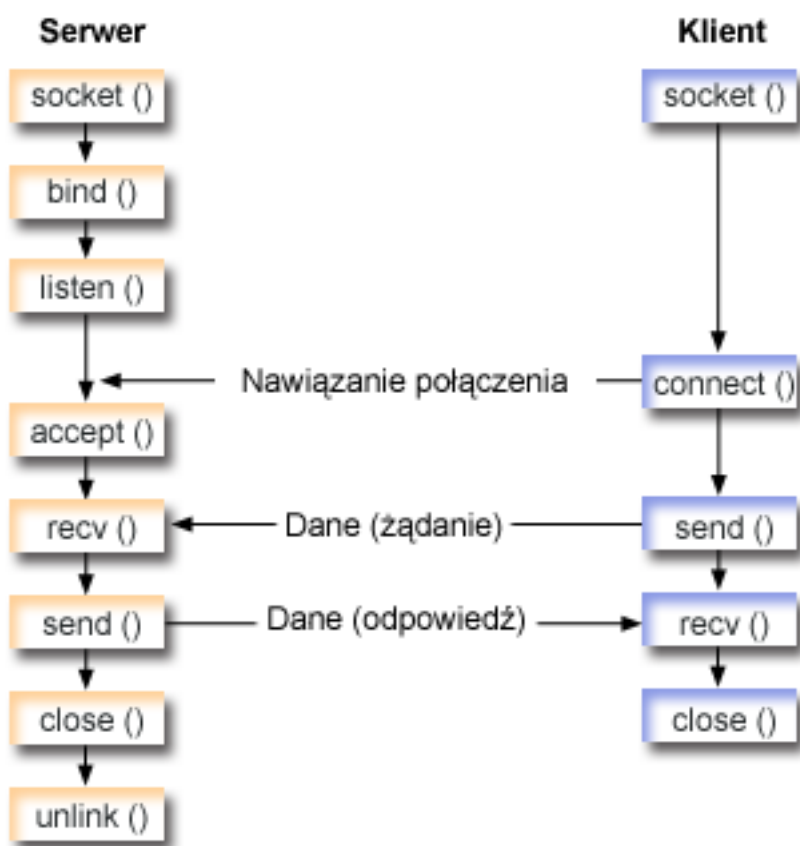 Serwer
Klient
socket ()
socket ()
bind ()
listen ()
Nawiązanie połączenia
connect ()
accept ()
recv ()
Dane (żądanie)
send ()
send ()
Dane (odpowiedź)
recv ()
close ()
close ()
unlink ()